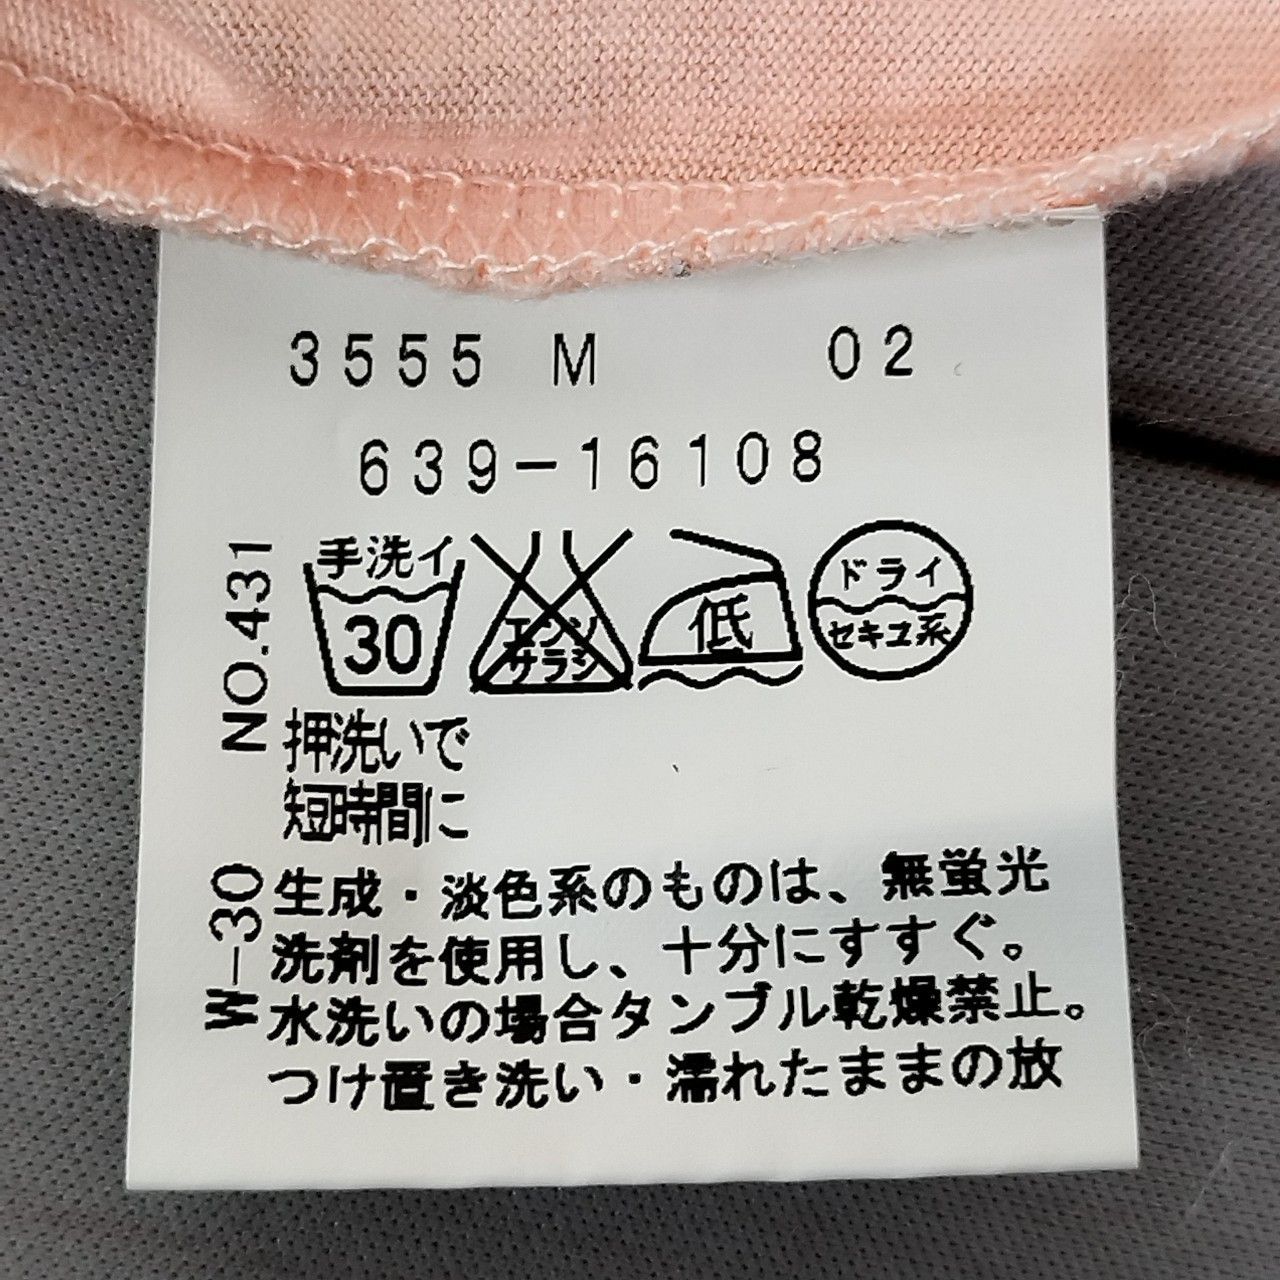 3555 M 02
639-16108
NO.431
手洗イ
30
エンソ
サラシ
低
ドライ
セキユ系
押洗いで
短時間に
W-30
生成・淡色系のものは、無蛍光
洗剤を使用し、十分にすすぐ。
水洗いの場合タンブル乾燥禁止。
つけ置き洗い・濡れたままの放